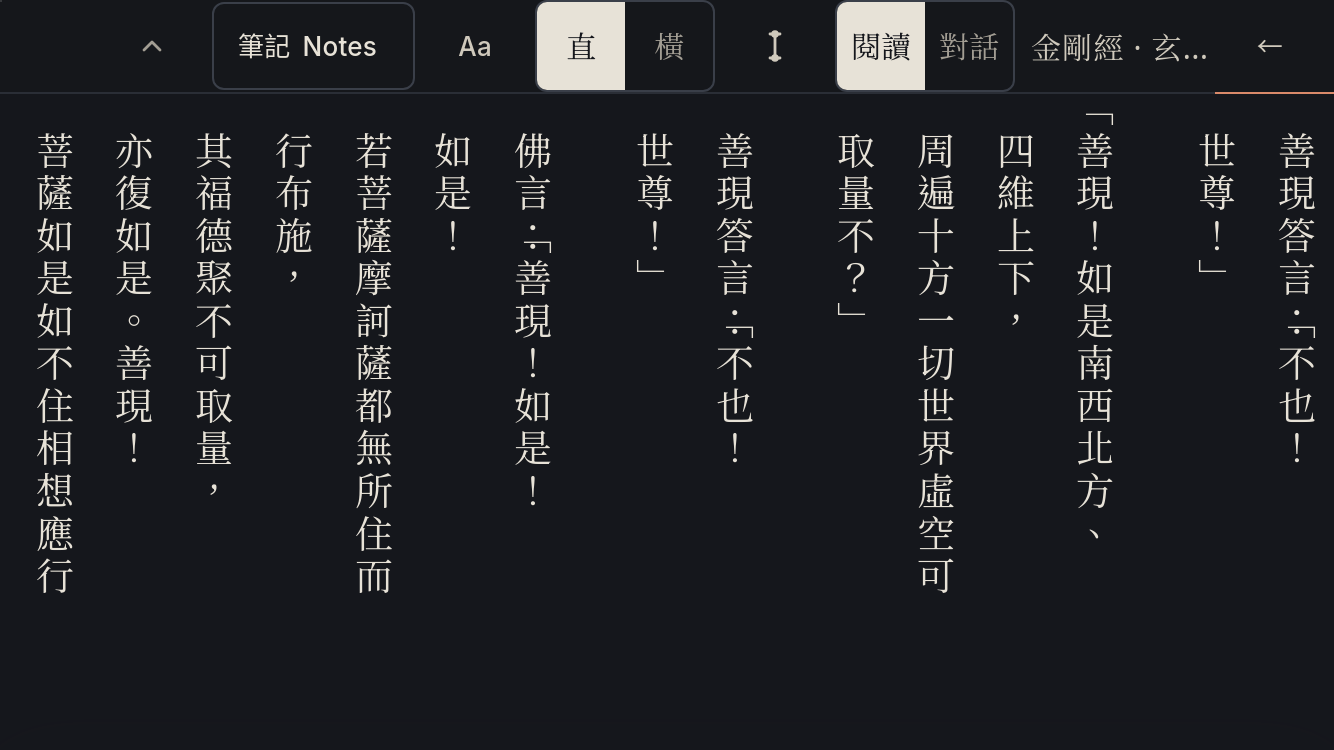 筆記 Notes
Aa
直
橫
閱讀
對話
金剛經 · 玄…
←
善現答言：「不也！
世尊！」
「善現！如是南西北方、
四維上下，
周遍十方一切世界虛空可
取量不？」
善現答言：「不也！
世尊！」
佛言：「善現！如是！
如是！
若菩薩摩訶薩都無所住而
行布施，
其福德聚不可取量，
亦復如是。善現！
菩薩如是如不住相想應行